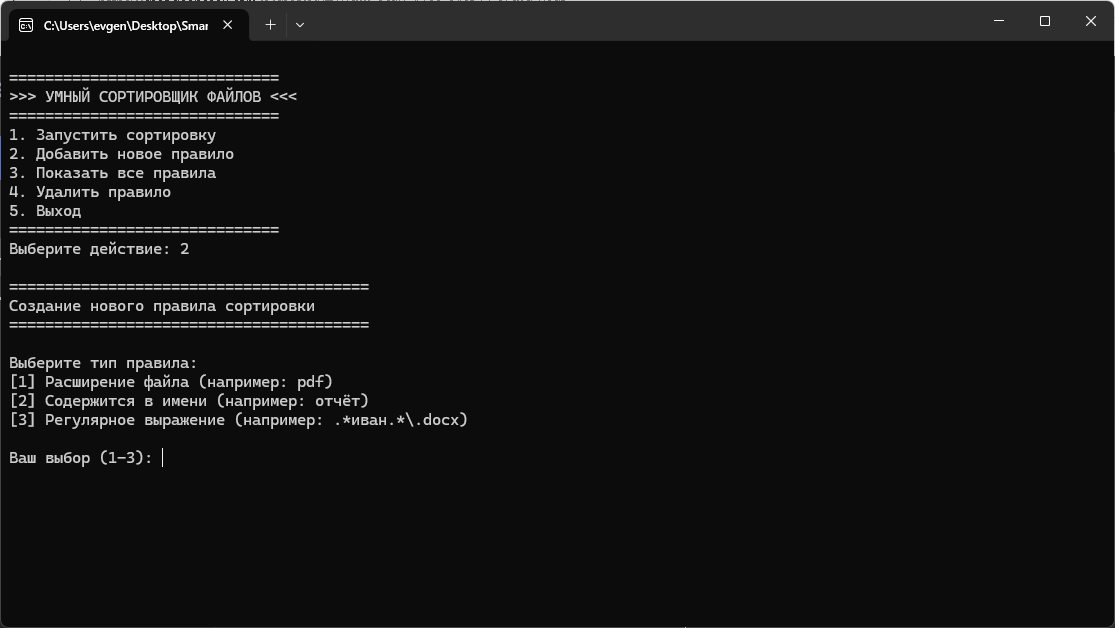 C:\Users\evgen\Desktop\Smar
==============================
>>> УМНЫЙ СОРТИРОВЩИК ФАЙЛОВ <<<
==============================
1. Запустить сортировку
2. Добавить новое правило
3. Показать все правила
4. Удалить правило
5. Выход
==============================
Выберите действие: 2
========================================
Создание нового правила сортировки
========================================
Выберите тип правила:
[1] Расширение файла (например: pdf)
[2] Содержится в имени (например: отчёт)
[3] Регулярное выражение (например: .*иван.*\.docx)
Ваш выбор (1-3):